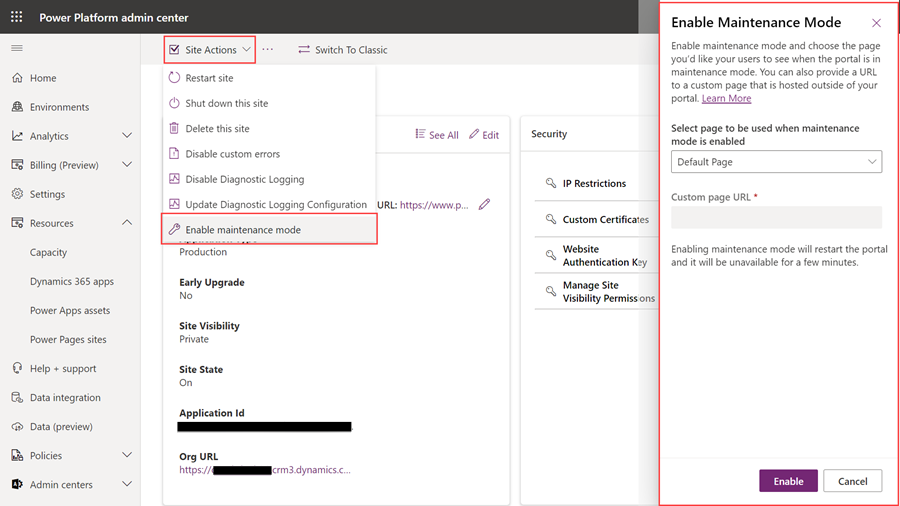 Power Platform admin center
Home
Environments
Analytics
Billing (Preview)
Settings
Resources
Capacity
Dynamics 365 apps
Power Apps assets
Power Pages sites
Help + support
Data integration
Data (preview)
Policies
Admin centers
Site Actions
Switch To Classic
Restart site
Shut down this site
Delete this site
Disable custom errors
Disable Diagnostic Logging
Update Diagnostic Logging Configuration
Enable maintenance mode
See All
Edit
URL: https://www.p...
Application Type
Production
Early Upgrade
No
Site Visibility
Private
Site State
On
Application Id
Org URL
https://
crm3.dynamics.c...
Security
IP Restrictions
Custom Certificates
Website
Authentication Key
Manage Site
Visibility Permissions
Enable Maintenance Mode
Enable maintenance mode and choose the page
you'd like your users to see when the portal is in
maintenance mode. You can also provide a URL
to a custom page that is hosted outside of your
portal. Learn More
Select page to be used when maintenance
mode is enabled
Default Page
Custom page URL *
Enabling maintenance mode will restart the portal
and it will be unavailable for a few minutes.
Enable
Cancel